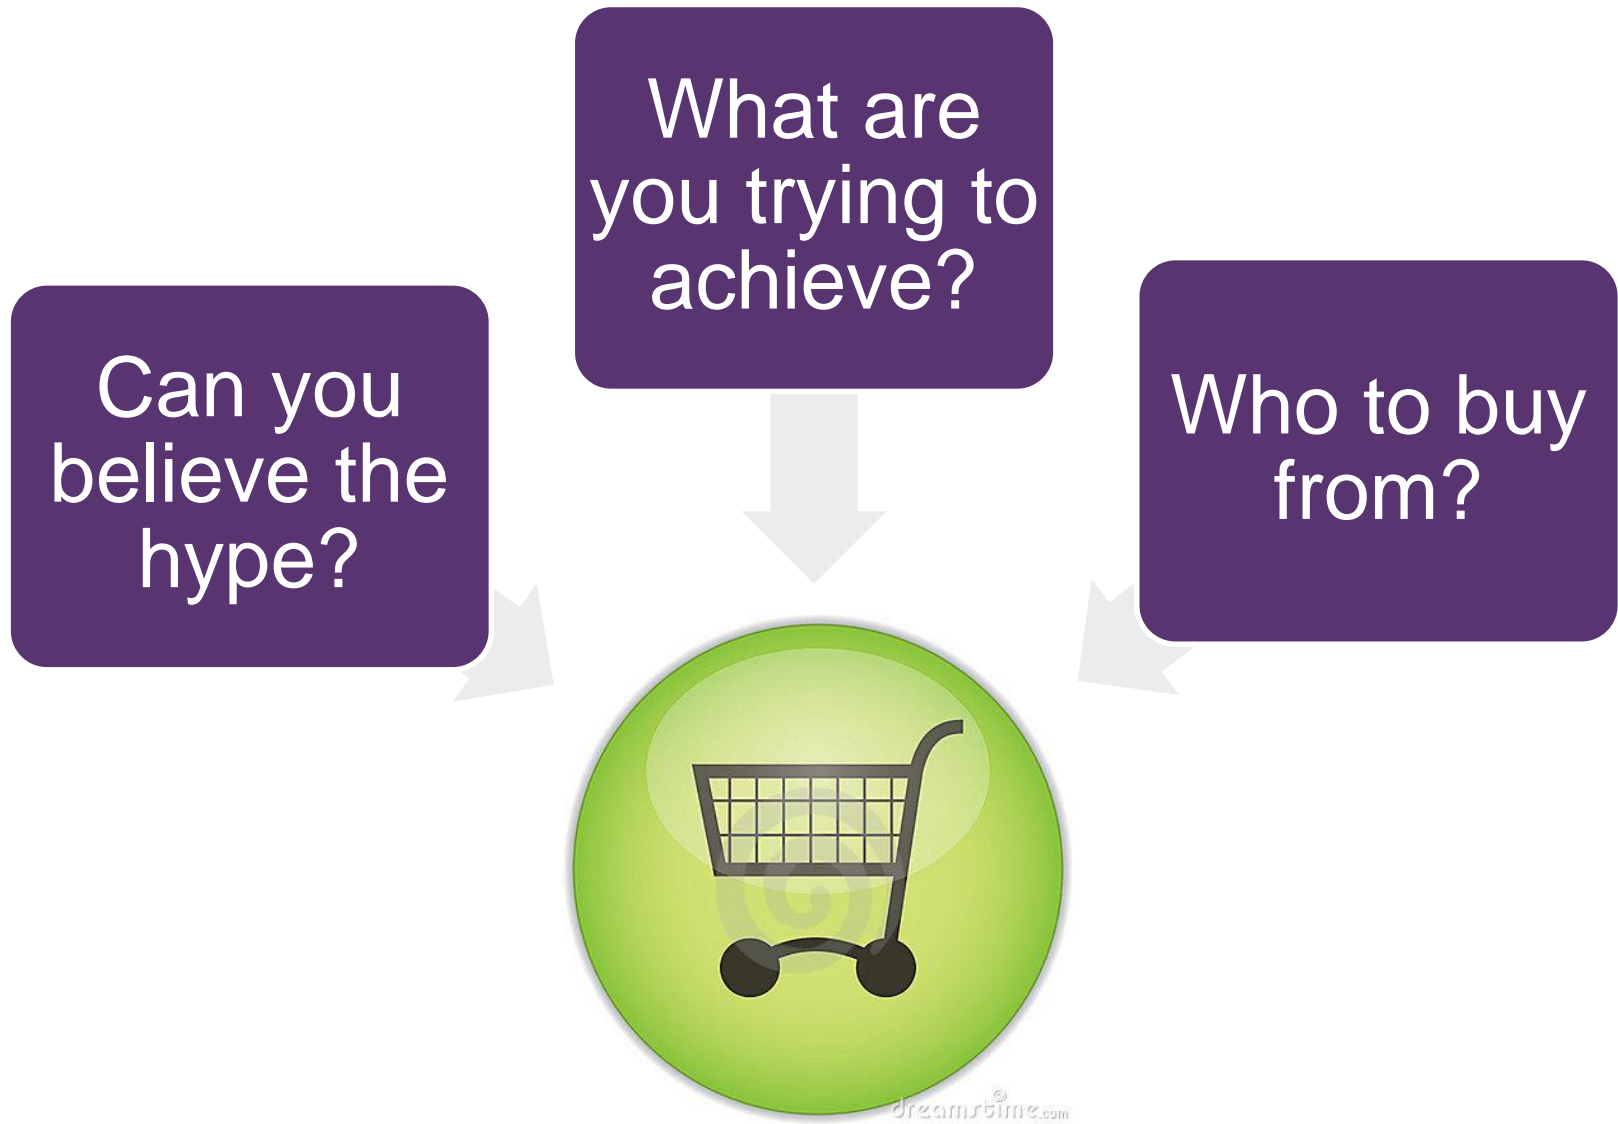 What are
you trying to
achieve?
Can you
believe the
hype?
Who to buy
from?
dreamstime.com